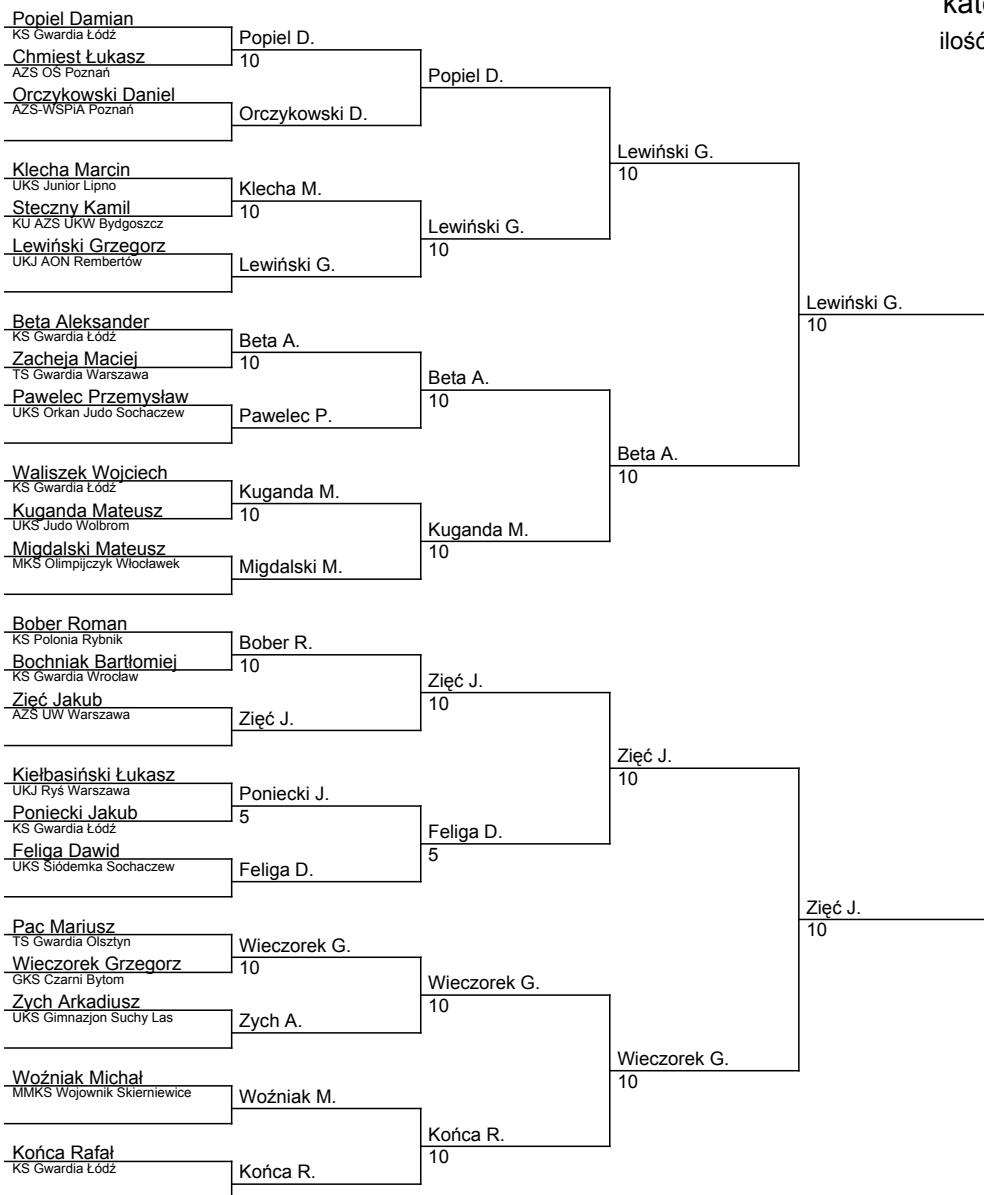 Popiel Damian
KS Gwardia Łódź
Chmiest Łukasz
AZS OŚ Poznań
Orczykowski Daniel
AZS-WSPiA Poznań
Klecha Marcin
UKS Junior Lipno
Steczny Kamil
KU AZS UKW Bydgoszcz
Lewiński Grzegorz
UKJ AON Rembertów
Beta Aleksander
KS Gwardia Łódź
Zacheja Maciej
TS Gwardia Warszawa
Pawelec Przemysław
UKS Orkan Judo Sochaczew
Waliszek Wojciech
KS Gwardia Łódź
Kuganda Mateusz
UKS Judo Wolbrom
Migdalski Mateusz
MKS Olimpijczyk Włocławek
Bober Roman
KS Polonia Rybnik
Bochniak Bartłomiej
KS Gwardia Wrocław
Zięć Jakub
AZS UW Warszawa
Kiełbasiński Łukasz
UKJ Ryś Warszawa
Poniecki Jakub
KS Gwardia Łódź
Feliga Dawid
UKS Siódemka Sochaczew
Pac Mariusz
TS Gwardia Olsztyn
Wieczorek Grzegorz
GKS Czarni Bytom
Zych Arkadiusz
UKS Gimnazjon Suchy Las
Woźniak Michał
MMKS Wojownik Skierniewice
Końca Rafał
KS Gwardia Łódź
Popiel D.
10
Orczykowski D.
Klecha M.
10
Lewiński G.
Beta A.
10
Pawelec P.
Kuganda M.
10
Migdalski M.
Bober R.
10
Zięć J.
Poniecki J.
5
Feliga D.
Wieczorek G.
10
Zych A.
Woźniak M.
Końca R.
Popiel D.
Lewiński G.
10
Beta A.
10
Kuganda M.
10
Zięć J.
10
Feliga D.
5
Wieczorek G.
10
Końca R.
10
Lewiński G.
10
Beta A.
10
Zięć J.
10
Wieczorek G.
10
Lewiński G.
10
Zięć J.
10
kate
ilość